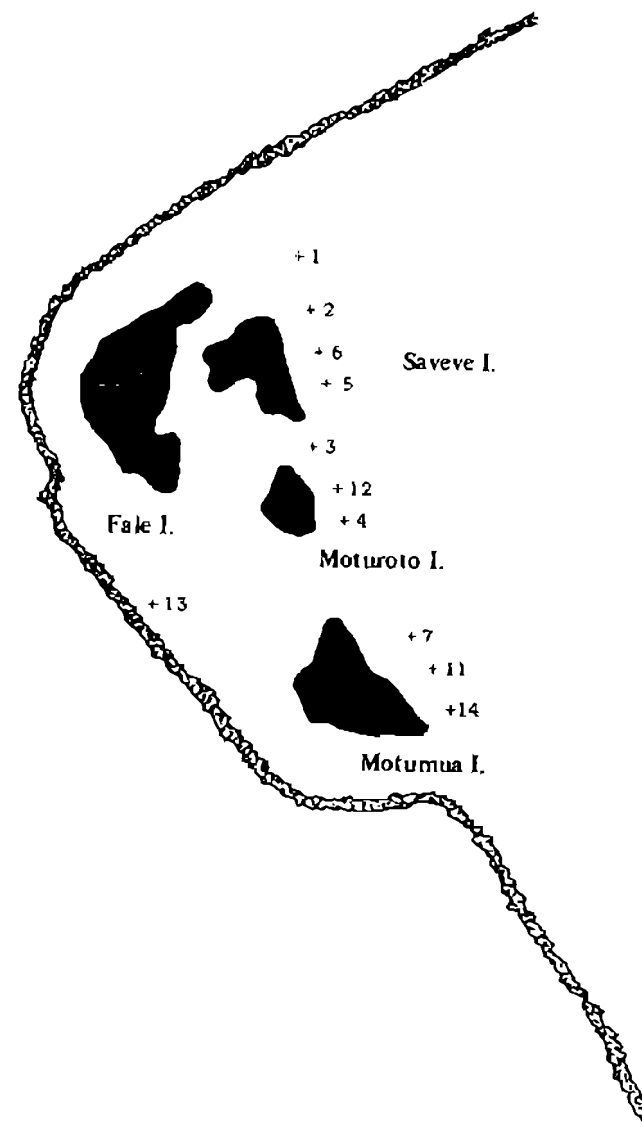 + 1
+ 2
+ 6
Saveve I.
+ 5
+ 3
+ 12
+ 4
Fale I.
Moturoto I.
+ 13
+ 7
+ 11
+14
Motumua I.